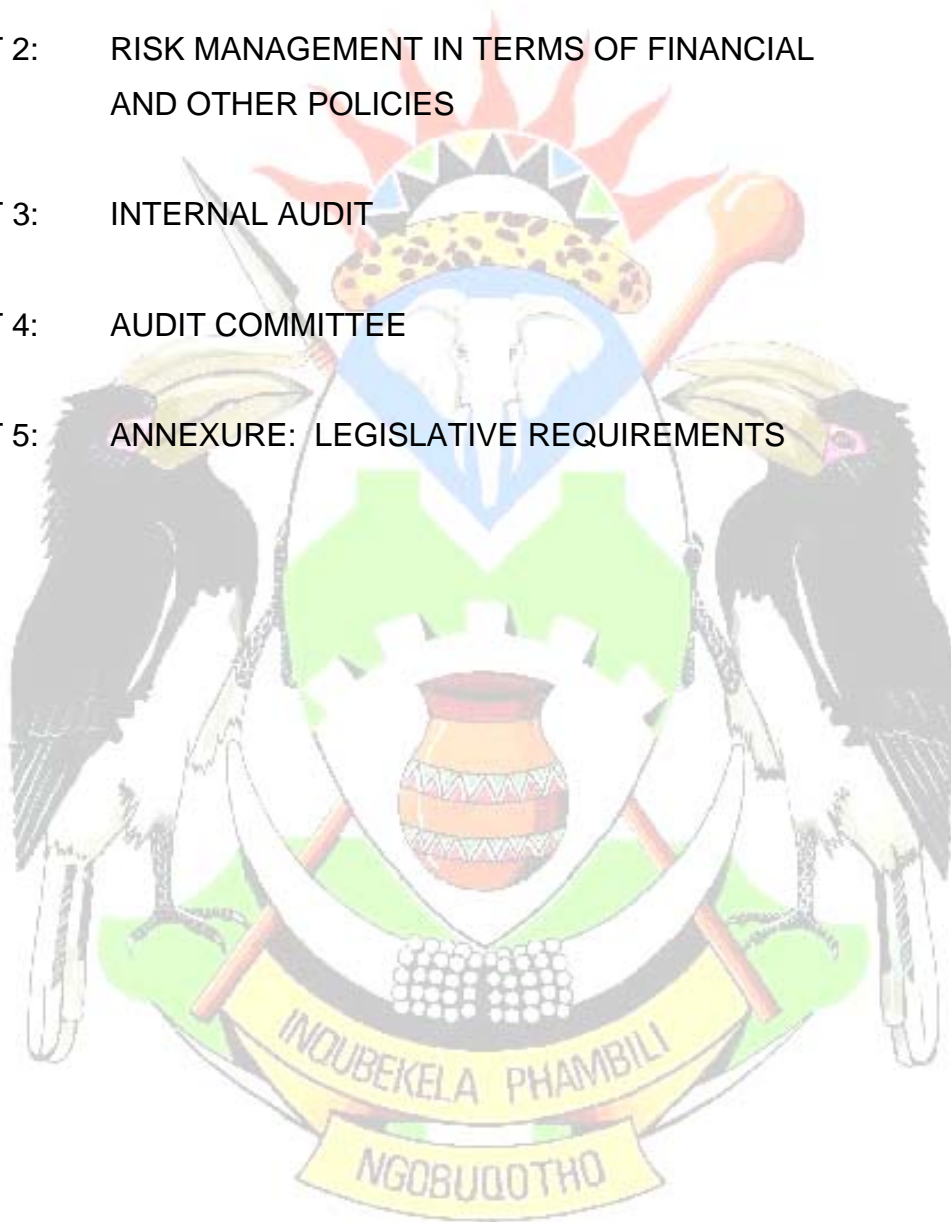 T 2: RISK MANAGEMENT IN TERMS OF FINANCIAL
AND OTHER POLICIES
T 3: INTERNAL AUDIT
T 4: AUDIT COMMITTEE
T 5: ANNEXURE: LEGISLATIVE REQUIREMENTS
INQUBEKELA PHAMBILI
NGOBUQOTHO